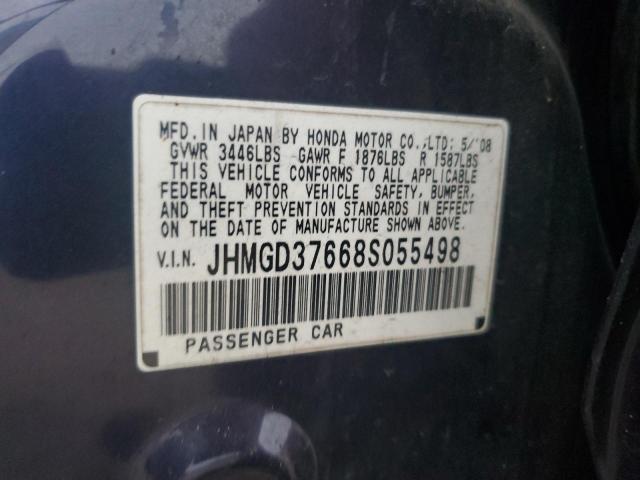 MFD. IN JAPAN BY HONDA MOTOR CO.,LTD: 5/'08
GVWR 3446LBS GAWR F 1876LBS R 1587LBS
THIS VEHICLE CONFORMS TO ALL APPLICABLE
FEDERAL MOTOR VEHICLE SAFETY, BUMPER,
AND THEFT PREVENTION STANDARDS IN EFFECT
ON THE DATE OF MANUFACTURE SHOWN ABOVE.
V.I.N. JHMGD37668S055498
PASSENGER CAR